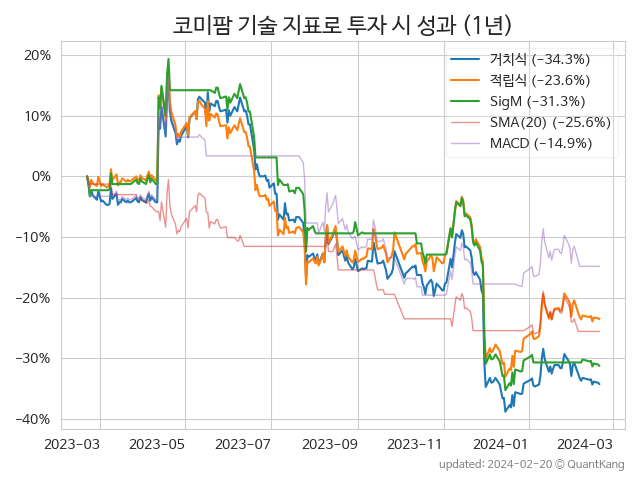 코미팜 기술 지표로 투자 시 성과 (1년)
거치식 (−34.3%)
적립식 (−23.6%)
SigM (−31.3%)
SMA(20) (−25.6%)
MACD (−14.9%)
20%
10%
0%
−10%
−20%
−30%
−40%
2023-03 2023-05 2023-07 2023-09 2023-11 2024-01 2024-03
updated: 2024-02-20 © QuantKang